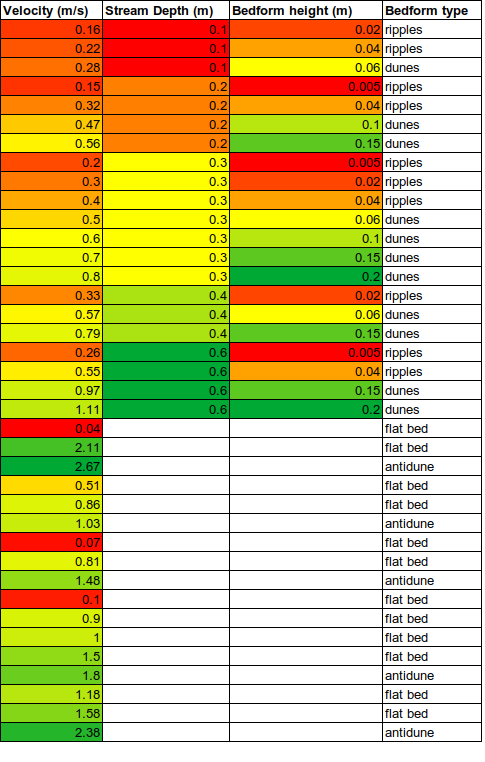 Velocity (m/s) Stream Depth (m) Bedform height (m) Bedform type
0.16 0.1 0.02 ripples
0.22 0.1 0.04 ripples
0.28 0.1 0.06 dunes
0.15 0.2 0.005 ripples
0.32 0.2 0.04 ripples
0.47 0.2 0.1 dunes
0.56 0.2 0.15 dunes
0.2 0.3 0.005 ripples
0.3 0.3 0.02 ripples
0.4 0.3 0.04 ripples
0.5 0.3 0.06 dunes
0.6 0.3 0.1 dunes
0.7 0.3 0.15 dunes
0.8 0.3 0.2 dunes
0.33 0.4 0.02 ripples
0.57 0.4 0.06 dunes
0.79 0.4 0.15 dunes
0.26 0.6 0.005 ripples
0.55 0.6 0.04 ripples
0.97 0.6 0.15 dunes
1.11 0.6 0.2 dunes
0.04 flat bed
2.11 flat bed
2.67 antidune
0.51 flat bed
0.86 flat bed
1.03 antidune
0.07 flat bed
0.81 flat bed
1.48 antidune
0.1 flat bed
0.9 flat bed
1 flat bed
1.5 flat bed
1.8 antidune
1.18 flat bed
1.58 flat bed
2.38 antidune